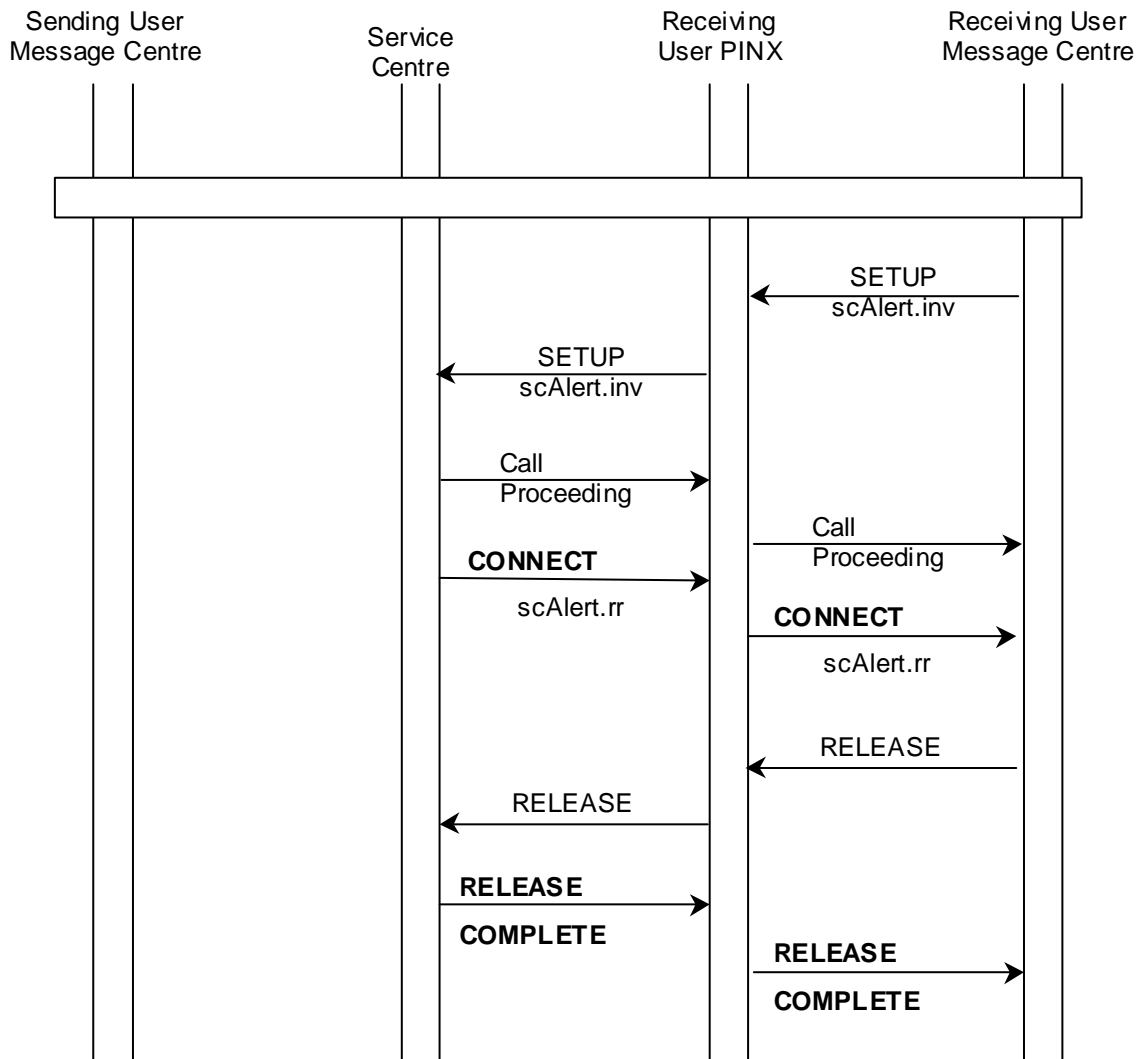 Sending User
Message Centre
Service
Centre
Receiving
User PINX
Receiving User
Message Centre
SETUP
scAlert.inv
SETUP
scAlert.inv
Call
Proceeding
Call
Proceeding
CONNECT
scAlert.rr
CONNECT
scAlert.rr
RELEASE
RELEASE
RELEASE
COMPLETE
RELEASE
COMPLETE